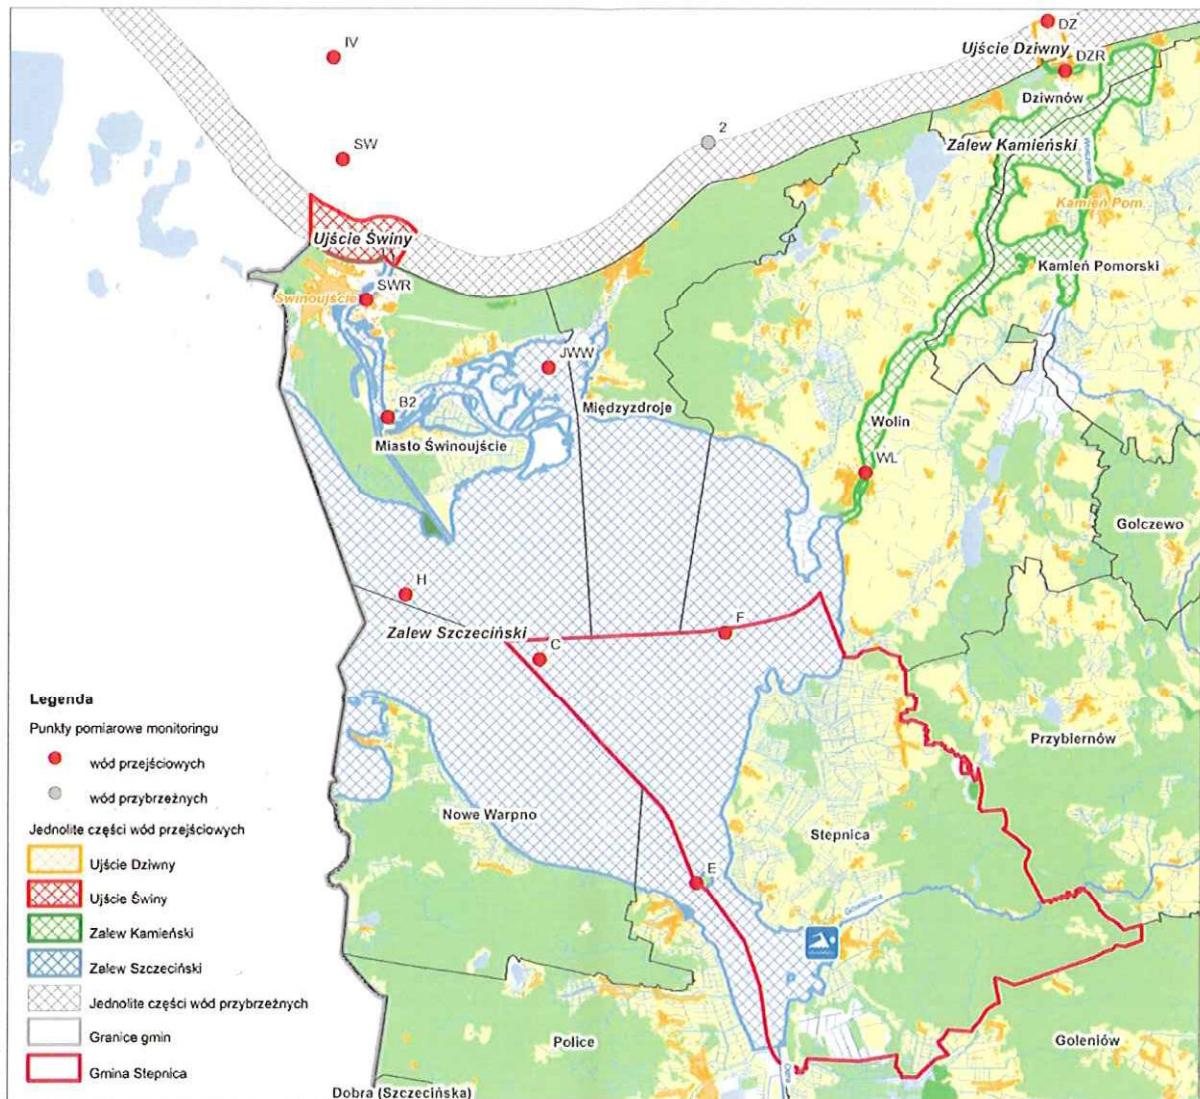 IV
DZ
Ujście Dziwny
DZR
Dziwnów
2
SW
Zalew Kamieński
Kamień Pom.
Ujście Świny
Kamień Pomorski
Świnoujście
SWR
JWW
Międzyzdroje
B2
Miasto Świnoujście
Wolin
WL
Golczewo
H
Zalew Szczeciński
F
C
Przybiernów
Nowe Warpno
Stepnica
E
Gowienica
Police
Goleniów
Odra
Dobra (Szczecińska)
Legenda
Punkty pomiarowe monitoringu
wód przejściowych
wód przybrzeżnych
Jednolite części wód przejściowych
Ujście Dziwny
Ujście Świny
Zalew Kamieński
Zalew Szczeciński
Jednolite części wód przybrzeżnych
Granice gmin
Gmina Stepnica